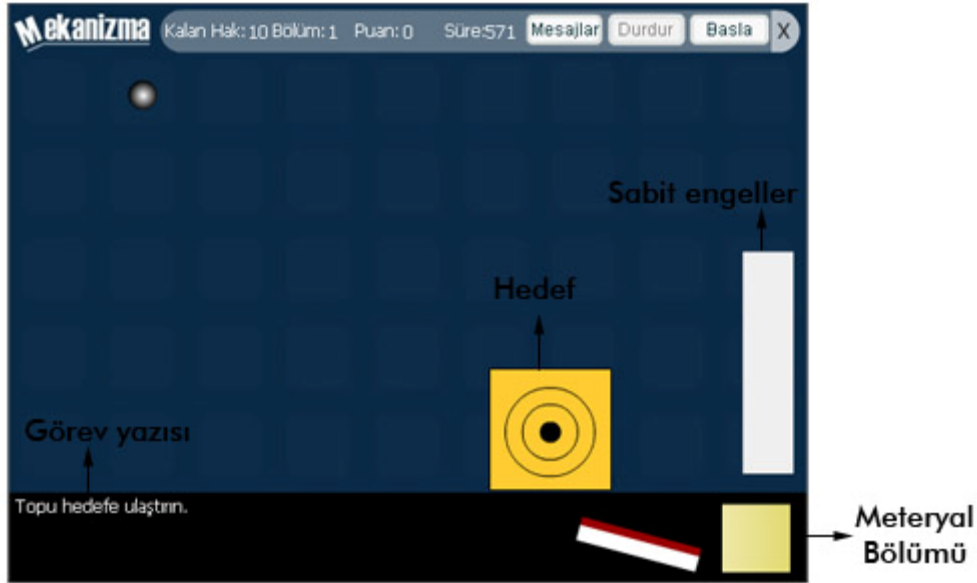 Mekanizma Kalan Hak: 10 Bölüm: 1 Puan: 0 Süre:571 Mesajlar Durdur Basla X
Sabit engeller
Hedef
Görev yazısı
Topu hedefe ulaştırın.
Meteryal
Bölümü